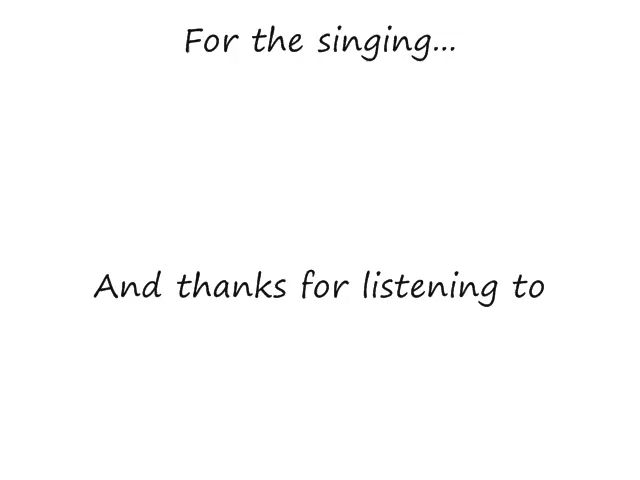 For the singing...
And thanks for listening to